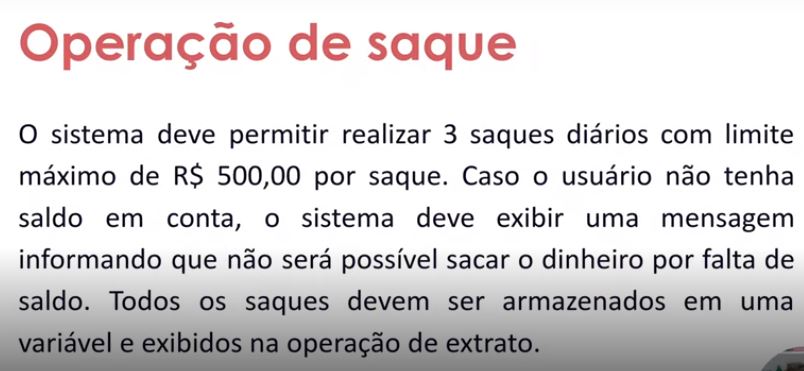 Operação de saque
O sistema deve permitir realizar 3 saques diários com limite
máximo de R$ 500,00 por saque. Caso o usuário não tenha
saldo em conta, o sistema deve exibir uma mensagem
informando que não será possível sacar o dinheiro por falta de
saldo. Todos os saques devem ser armazenados em uma
variável e exibidos na operação de extrato.